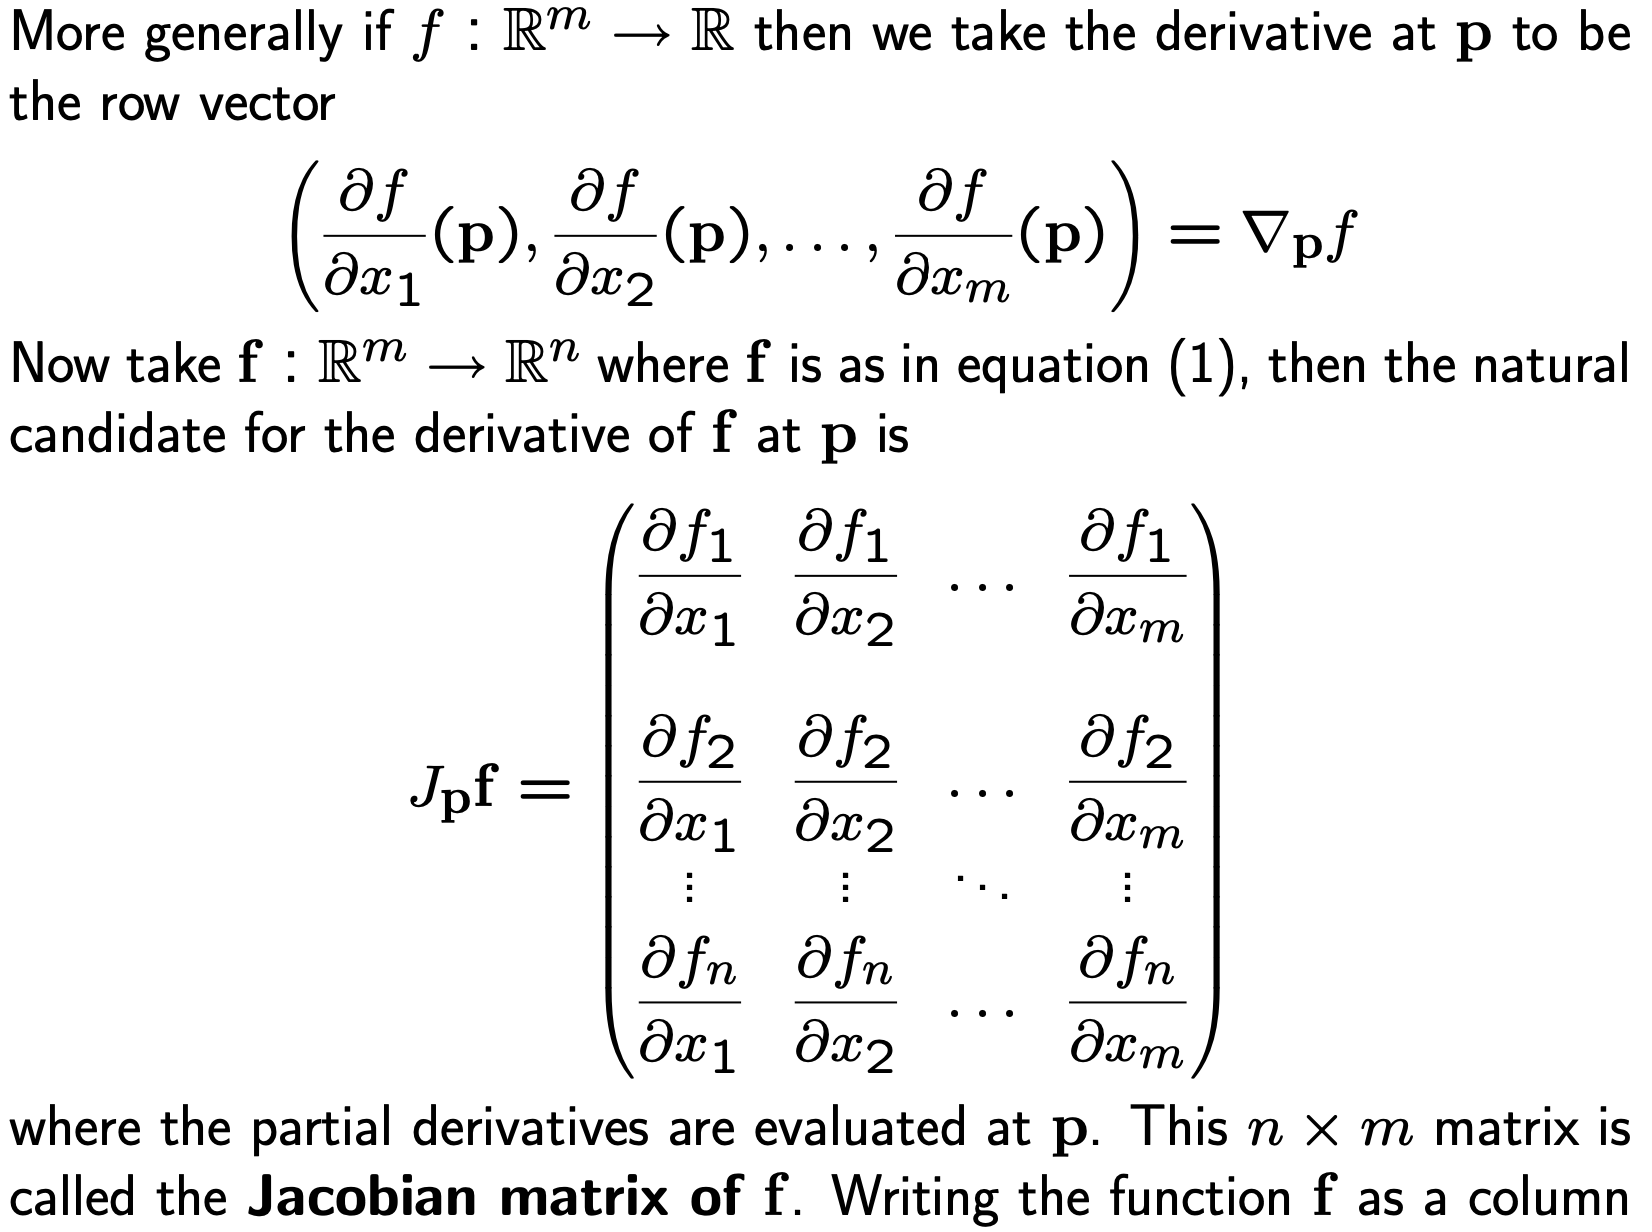 More generally if f : ℝ^m → ℝ then we take the derivative at 𝐩 to be
the row vector
(∂f/∂x_1(𝐩), ∂f/∂x_2(𝐩), . . . , ∂f/∂x_m(𝐩)) = ∇_𝐩 f
Now take 𝐟 : ℝ^m → ℝ^n where 𝐟 is as in equation (1), then the natural
candidate for the derivative of 𝐟 at 𝐩 is
∂f_1/∂x_1 ∂f_1/∂x_2 ⋯ ∂f_1/∂x_m
J_𝐩𝐟 = ∂f_2/∂x_1 ∂f_2/∂x_2 ⋯ ∂f_2/∂x_m
⋮ ⋮ ⋱ ⋮
∂f_n/∂x_1 ∂f_n/∂x_2 ⋯ ∂f_n/∂x_m
where the partial derivatives are evaluated at 𝐩. This n × m matrix is
called the Jacobian matrix of 𝐟. Writing the function 𝐟 as a column